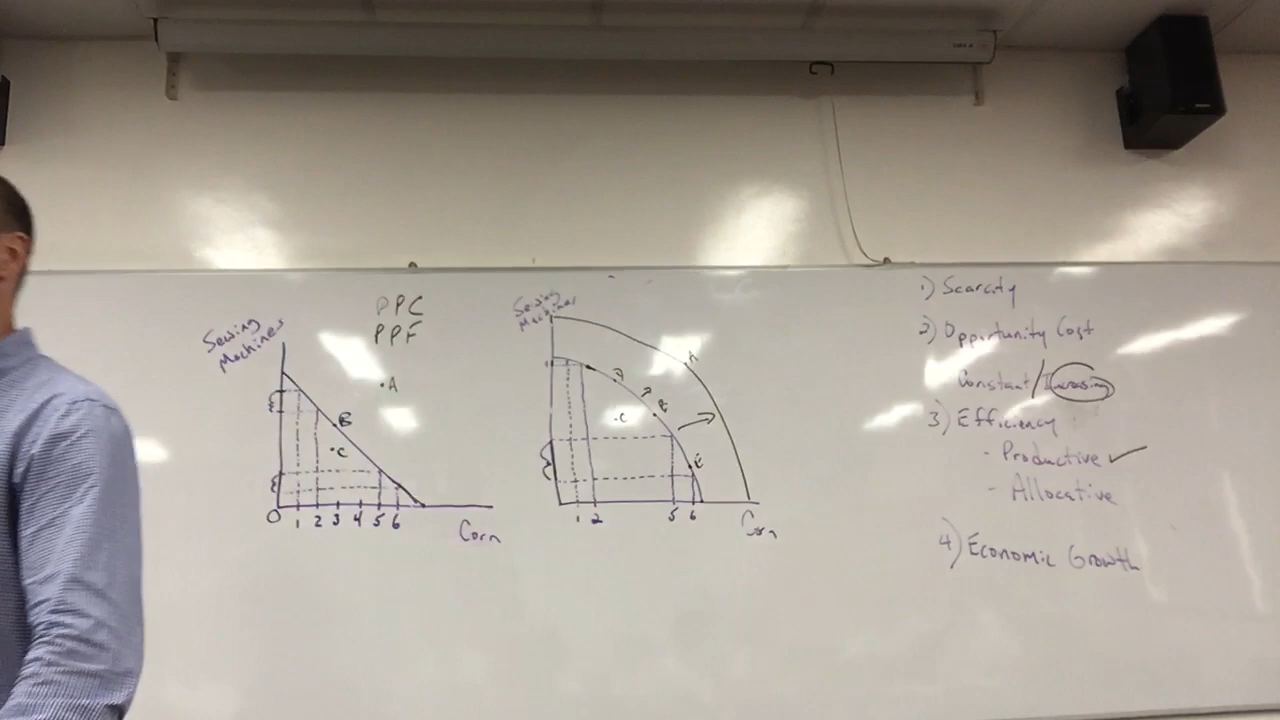 PPC
PPF
Sewing
Machines
A
B
C
0 1 2 3 4 5 6
Corn
Sewing
Machines
A
B
C
E
1 2 5 6
Corn
1) Scarcity
2) Opportunity Cost
Constant/Increasing
3) Efficiency
- Productive ✓
- Allocative
4) Economic Growth